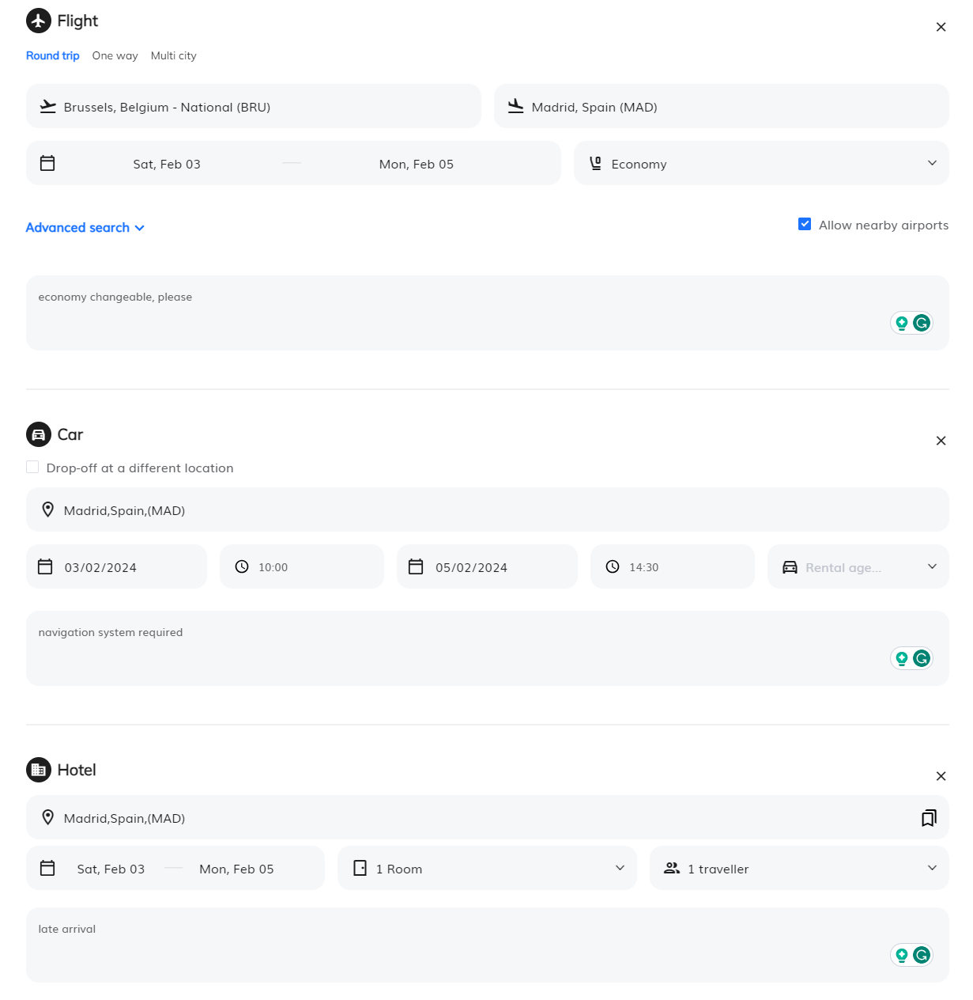 Flight
Round trip One way Multi city
Brussels, Belgium - National (BRU) Madrid, Spain (MAD)
Sat, Feb 03 Mon, Feb 05 Economy
Advanced search Allow nearby airports
economy changeable, please
Car
Drop-off at a different location
Madrid,Spain,(MAD)
03/02/2024 10:00 05/02/2024 14:30 Rental age...
navigation system required
Hotel
Madrid,Spain,(MAD)
Sat, Feb 03 Mon, Feb 05 1 Room 1 traveller
late arrival